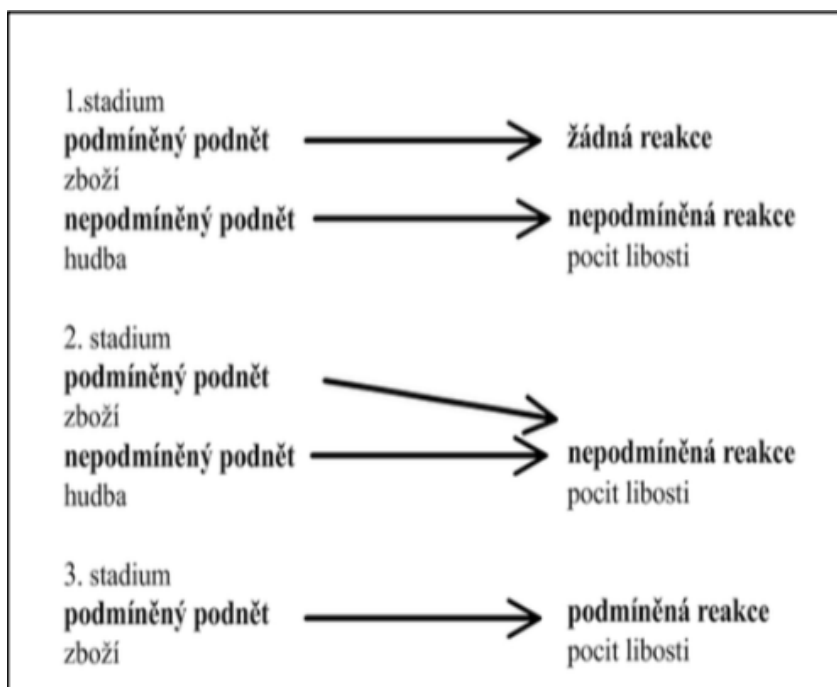 1.stadium
podmíněný podnět žádná reakce
zboží
nepodmíněný podnět nepodmíněná reakce
hudba pocit libosti
2. stadium
podmíněný podnět
zboží
nepodmíněný podnět nepodmíněná reakce
hudba pocit libosti
3. stadium
podmíněný podnět podmíněná reakce
zboží pocit libosti